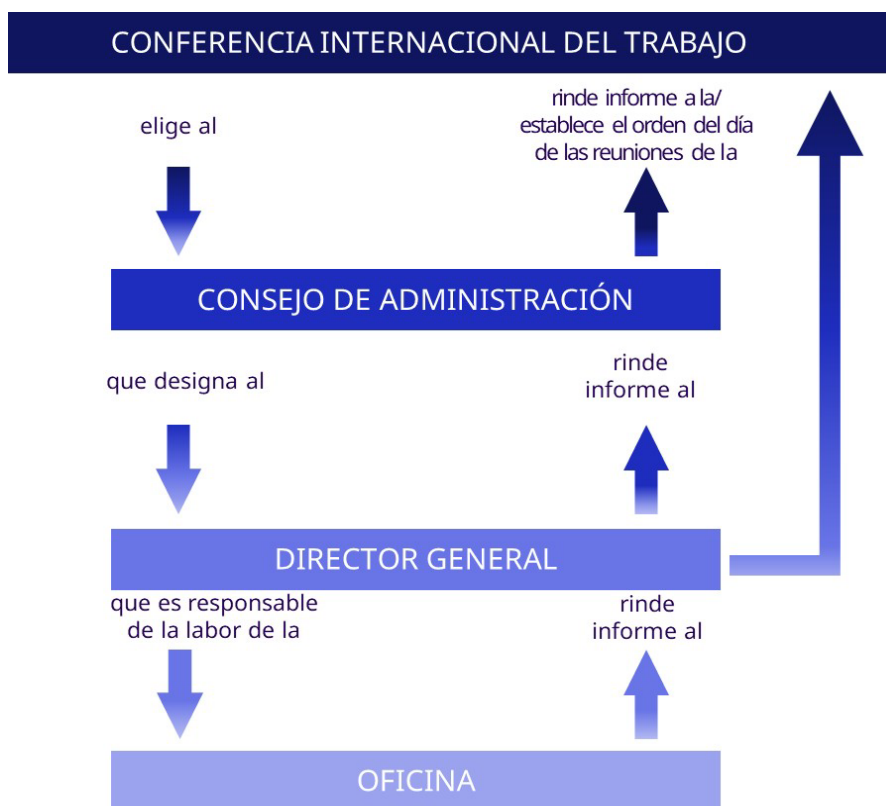 CONFERENCIA INTERNACIONAL DEL TRABAJO
elige al
rinde informe a la/
establece el orden del día
de las reuniones de la
CONSEJO DE ADMINISTRACIÓN
que designa al
rinde
informe al
DIRECTOR GENERAL
que es responsable
de la labor de la
rinde
informe al
OFICINA